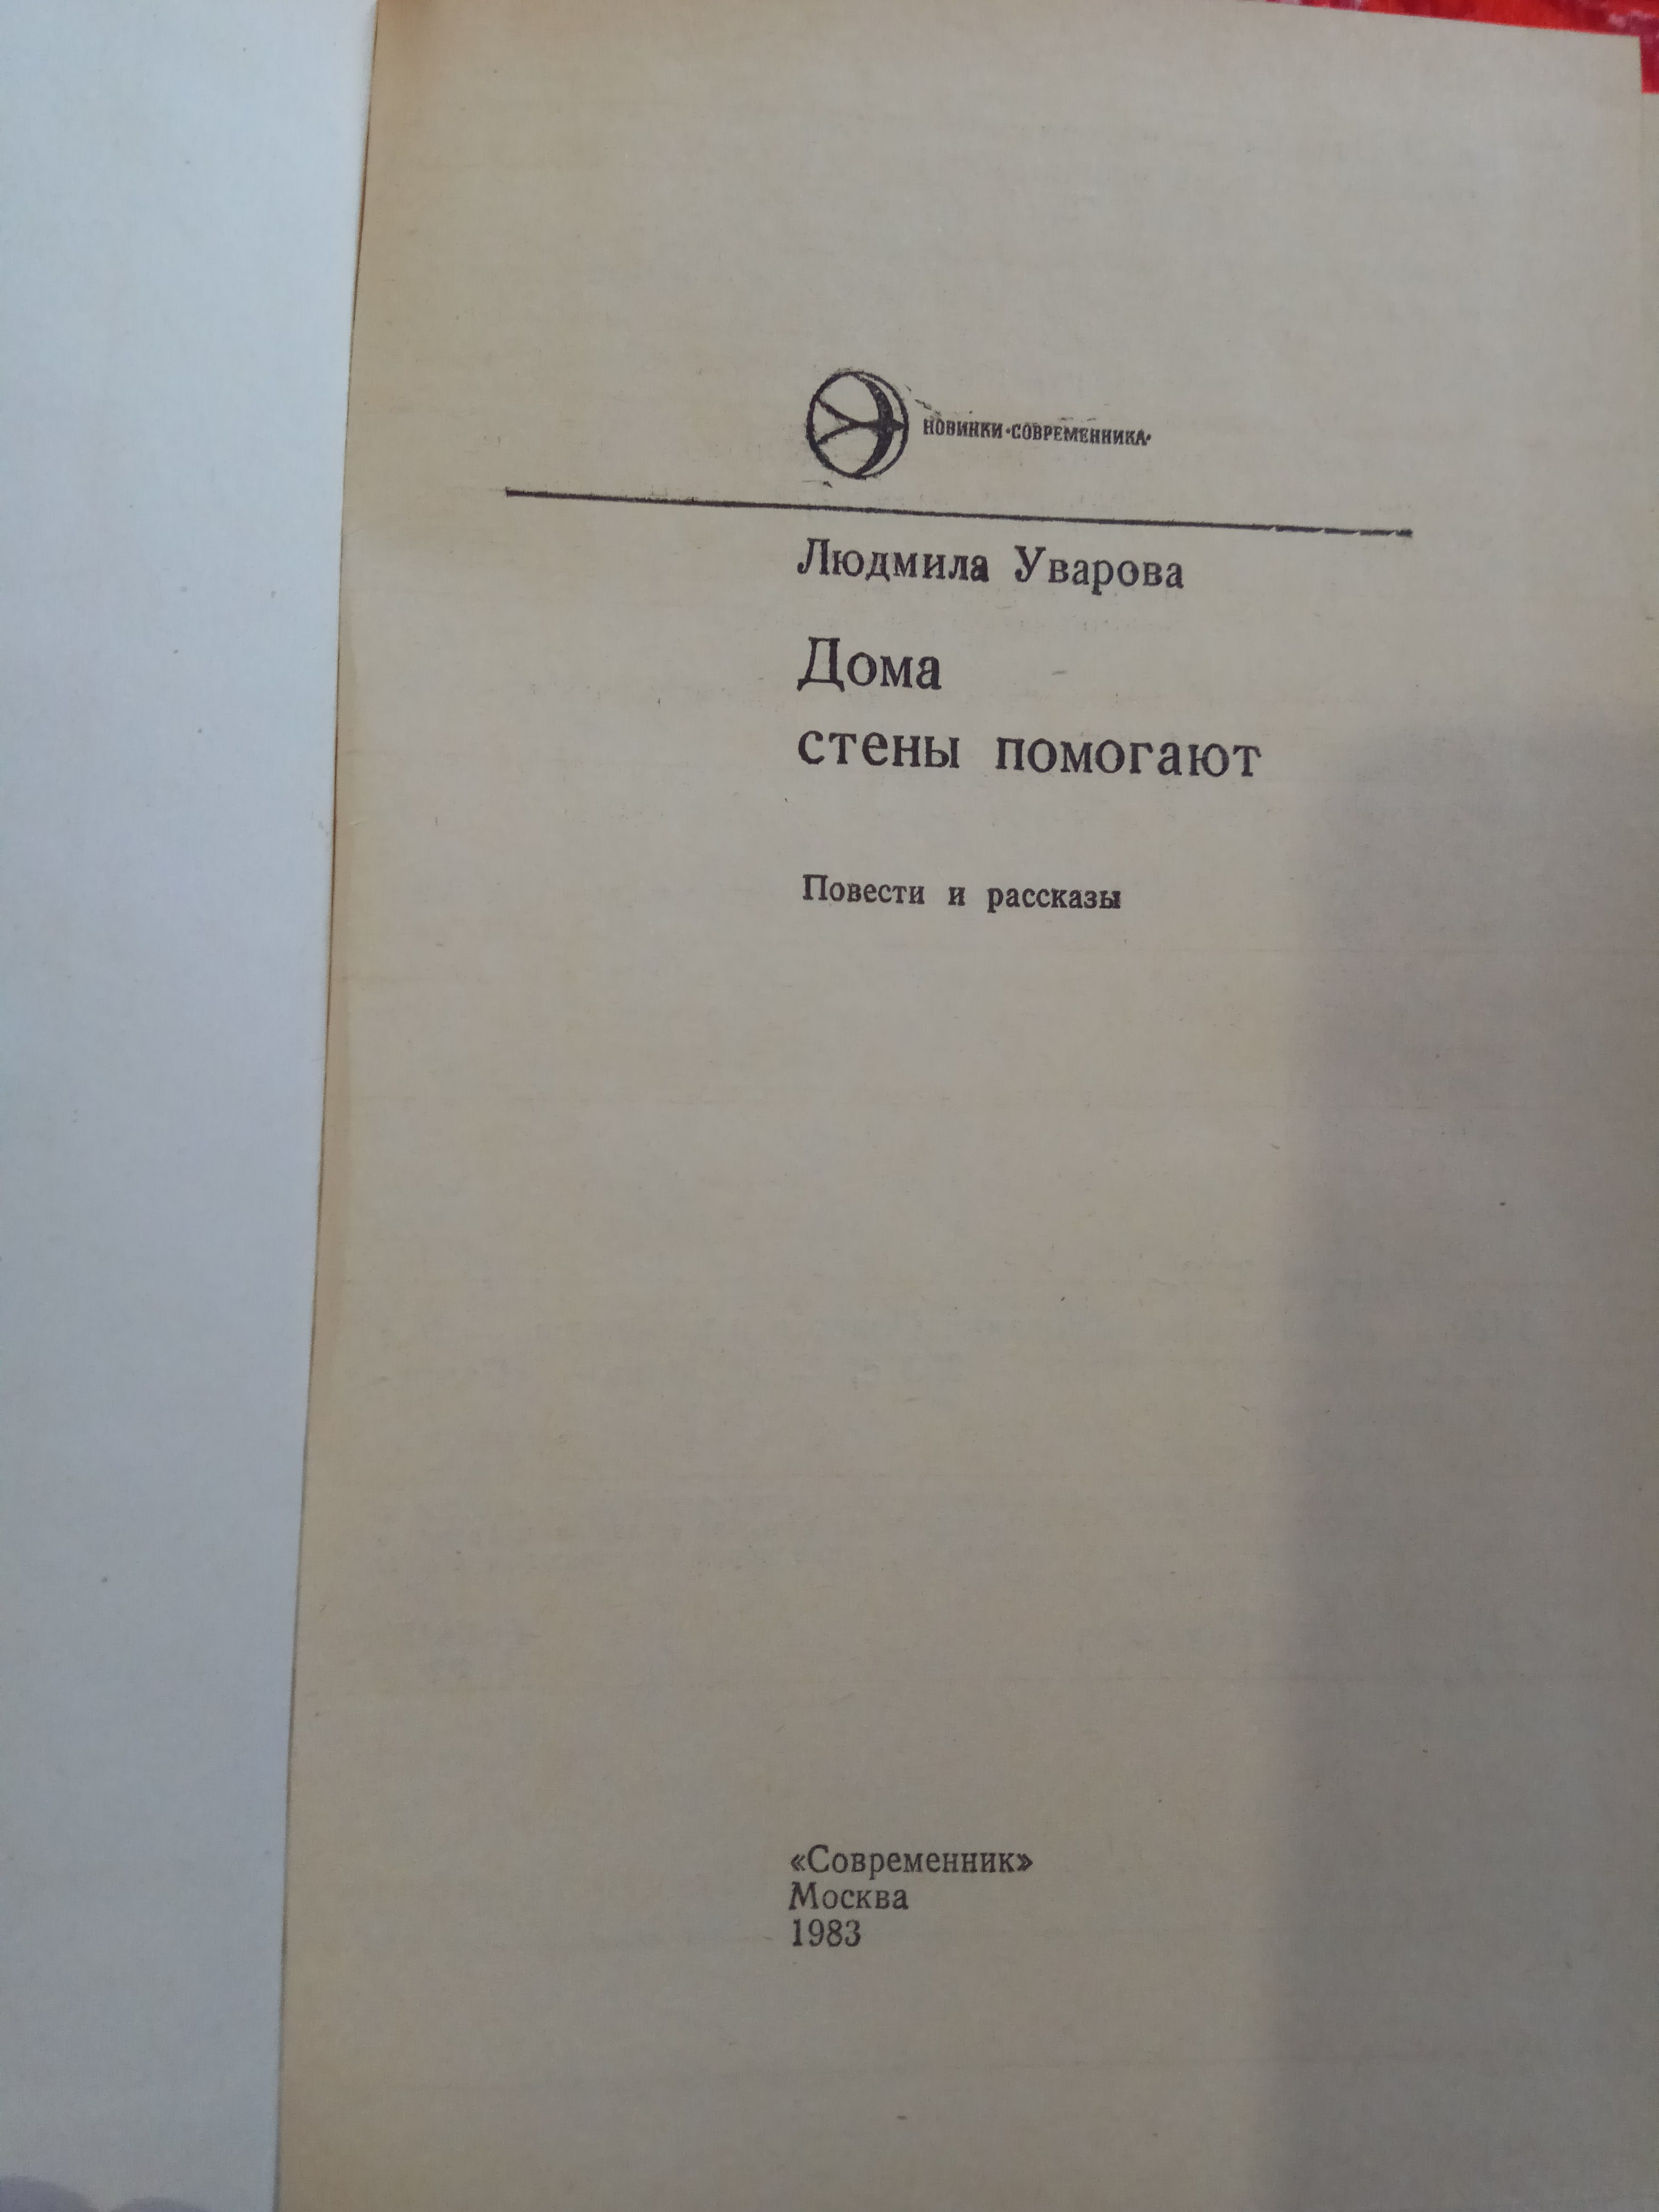 НОВИНКИ «СОВРЕМЕННИКА»
Людмила Уварова
Дома
стены помогают
Повести и рассказы
«Современник»
Москва
1983